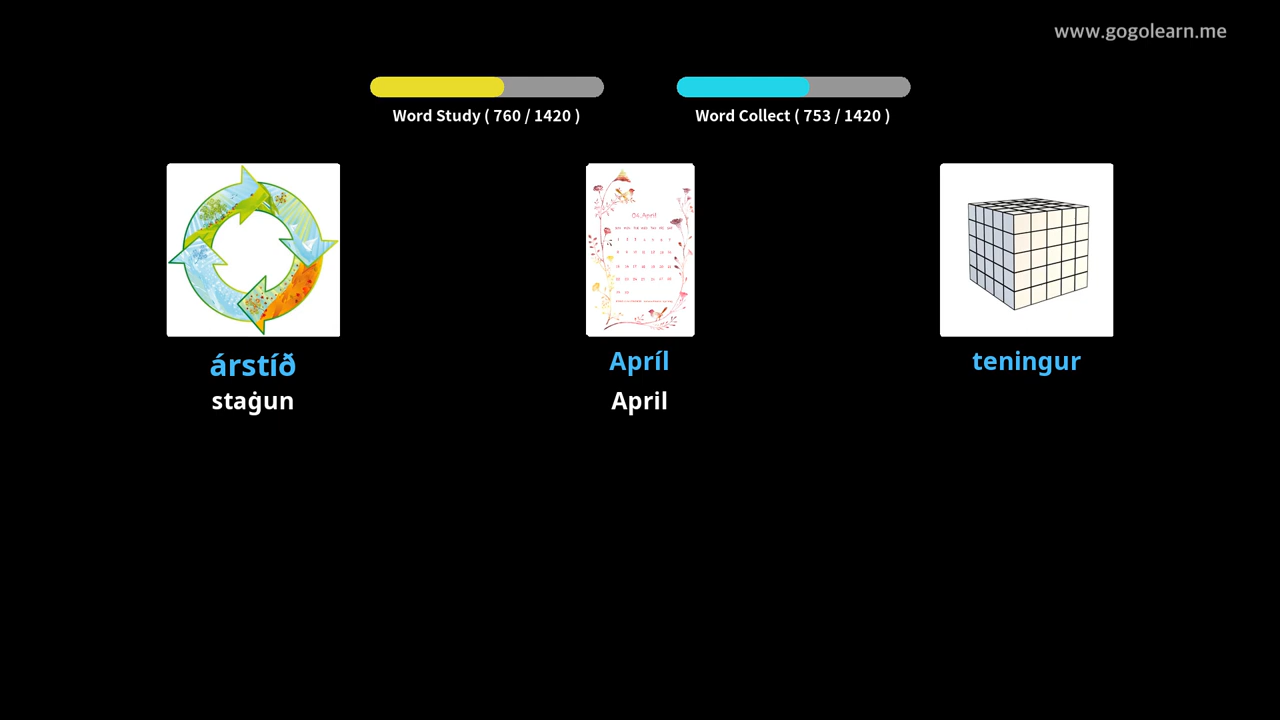 www.gogolearn.me
Word Study ( 760 / 1420 )
Word Collect ( 753 / 1420 )
árstíð
Apríl
teningur
staġun
April